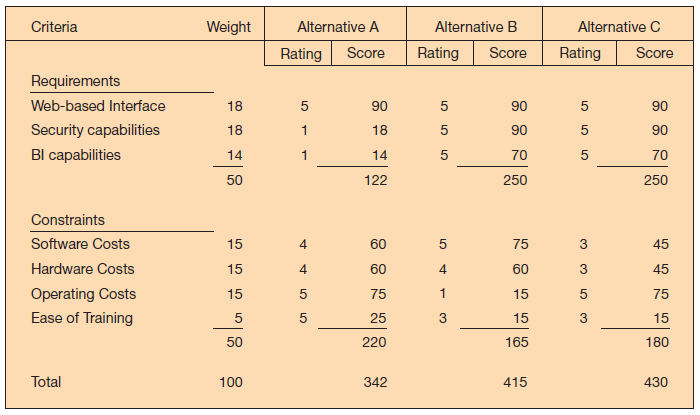 Criteria Weight Alternative A Alternative B Alternative C
Rating Score Rating Score Rating Score
Requirements
Web-based Interface 18 5 90 5 90 5 90
Security capabilities 18 1 18 5 90 5 90
BI capabilities 14 1 14 5 70 5 70
50 122 250 250
Constraints
Software Costs 15 4 60 5 75 3 45
Hardware Costs 15 4 60 4 60 3 45
Operating Costs 15 5 75 1 15 5 75
Ease of Training 5 5 25 3 15 3 15
50 220 165 180
Total 100 342 415 430